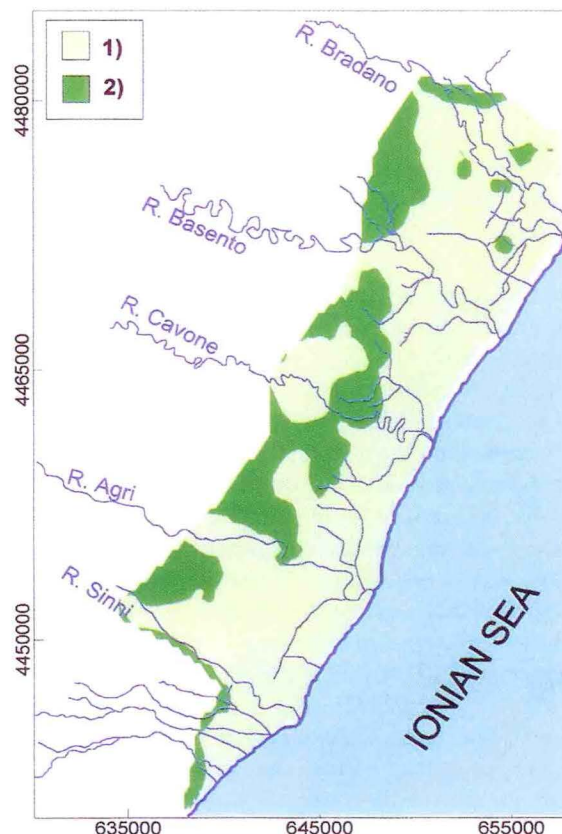 1)
2)
R. Bradano
4480000
R. Basento
R. Cavone
4465000
R. Agri
R. Sinni
4450000
IONIAN SEA
635000 645000 655000